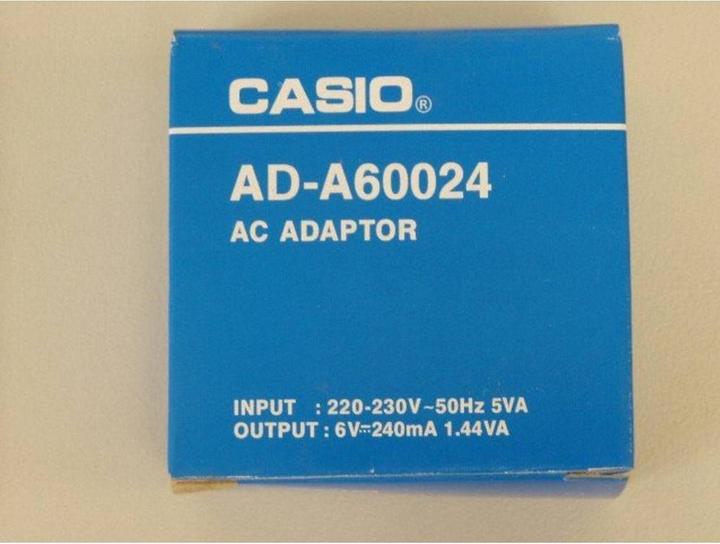 CASIO®
AD-A60024
AC ADAPTOR
INPUT : 220-230V~50Hz 5VA
OUTPUT : 6V⎓240mA 1.44VA